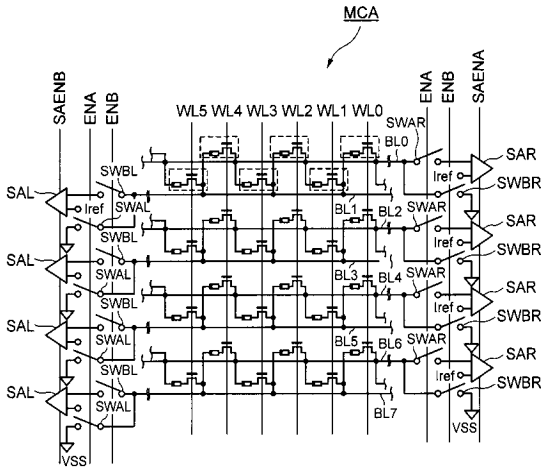 MCA
SAENB
ENA
ENB
WL5 WL4 WL3 WL2 WL1 WL0
ENA
ENB
SAENA
SWAR
BL0
SAR
SWBL
SAL
Iref
SWBR
Iref
SWAL
BL1
BL2
SWAR
SAR
SWBL
Iref
SAL
SWBR
SWAL
BL3
BL4
SWAR
SAR
SWBL
Iref
SAL
SWBR
SWAL
BL5
BL6
SWAR
SAR
SWBL
Iref
SAL
SWBR
SWAL
BL7
VSS
VSS